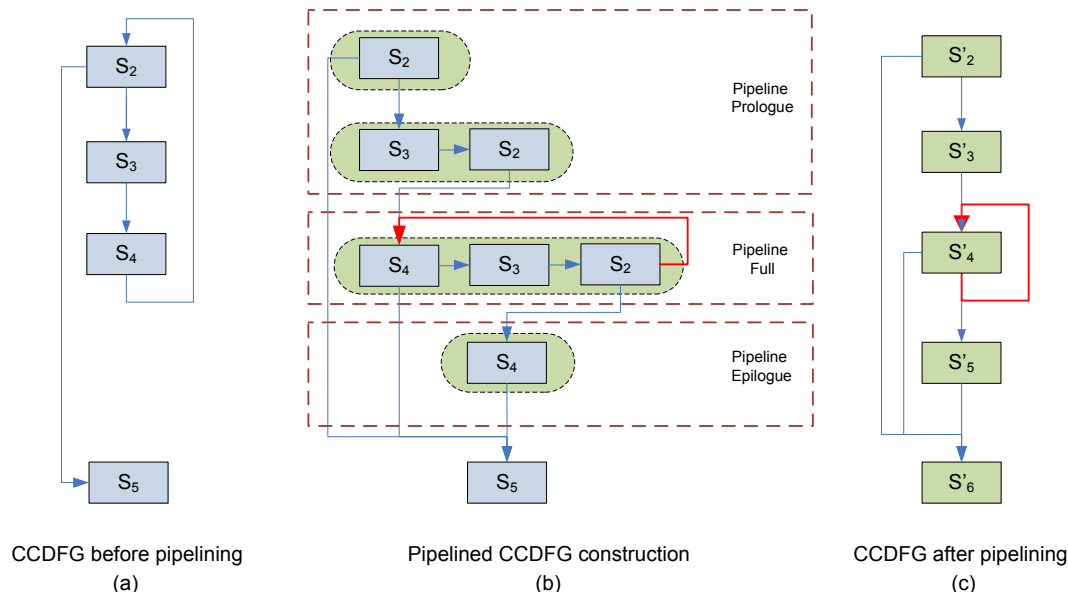 S2
S3
S4
S5
CCDFG before pipelining
(a)
S2
Pipeline
Prologue
S3
S2
S4
S3
S2
Pipeline
Full
S4
Pipeline
Epilogue
S5
Pipelined CCDFG construction
(b)
S'2
S'3
S'4
S'5
S'6
CCDFG after pipelining
(c)